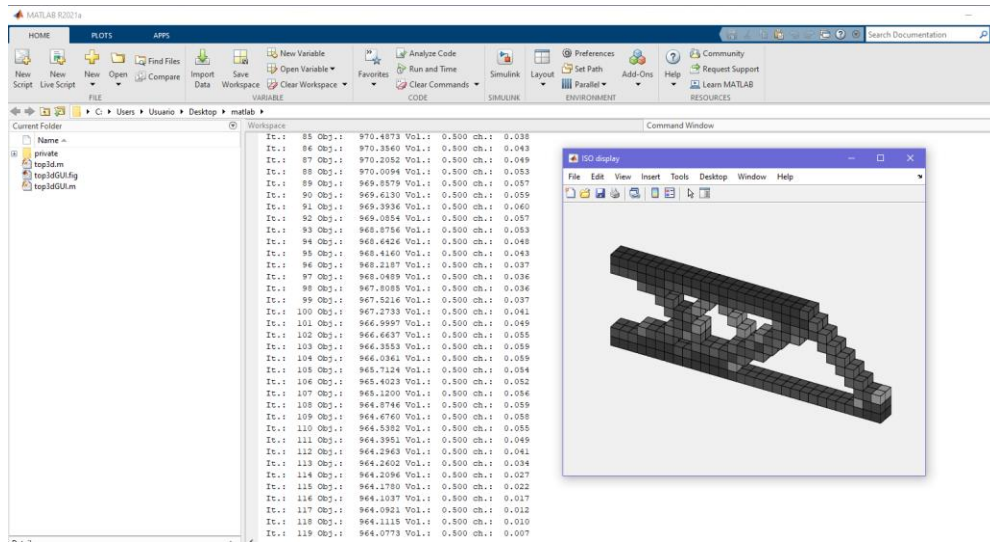 MATLAB R2021a
HOME PLOTS APPS Search Documentation
New Script New Live Script New Open Find Files Compare Import Data Save Workspace New Variable Open Variable Clear Workspace Favorites Analyze Code Run and Time Clear Commands Simulink Layout Preferences Set Path Parallel Add-Ons Help Community Request Support Learn MATLAB
FILE VARIABLE CODE SIMULINK ENVIRONMENT RESOURCES
C: Users Usuario Desktop matlab
Current Folder
Name
private
top3d.m
top3dGUI.fig
top3dGUI.m
Workspace
Command Window
It.: 85 Obj.: 970.4873 Vol.: 0.500 ch.: 0.038
It.: 86 Obj.: 970.3560 Vol.: 0.500 ch.: 0.043
It.: 87 Obj.: 970.2052 Vol.: 0.500 ch.: 0.049
It.: 88 Obj.: 970.0094 Vol.: 0.500 ch.: 0.053
It.: 89 Obj.: 969.8579 Vol.: 0.500 ch.: 0.057
It.: 90 Obj.: 969.6130 Vol.: 0.500 ch.: 0.059
It.: 91 Obj.: 969.3936 Vol.: 0.500 ch.: 0.060
It.: 92 Obj.: 969.0854 Vol.: 0.500 ch.: 0.057
It.: 93 Obj.: 968.8756 Vol.: 0.500 ch.: 0.053
It.: 94 Obj.: 968.6426 Vol.: 0.500 ch.: 0.048
It.: 95 Obj.: 968.4160 Vol.: 0.500 ch.: 0.043
It.: 96 Obj.: 968.2187 Vol.: 0.500 ch.: 0.037
It.: 97 Obj.: 968.0489 Vol.: 0.500 ch.: 0.036
It.: 98 Obj.: 967.8085 Vol.: 0.500 ch.: 0.036
It.: 99 Obj.: 967.5216 Vol.: 0.500 ch.: 0.037
It.: 100 Obj.: 967.2733 Vol.: 0.500 ch.: 0.041
It.: 101 Obj.: 966.9997 Vol.: 0.500 ch.: 0.049
It.: 102 Obj.: 966.6637 Vol.: 0.500 ch.: 0.055
It.: 103 Obj.: 966.3553 Vol.: 0.500 ch.: 0.059
It.: 104 Obj.: 966.0361 Vol.: 0.500 ch.: 0.059
It.: 105 Obj.: 965.7124 Vol.: 0.500 ch.: 0.054
It.: 106 Obj.: 965.4023 Vol.: 0.500 ch.: 0.052
It.: 107 Obj.: 965.1200 Vol.: 0.500 ch.: 0.056
It.: 108 Obj.: 964.8746 Vol.: 0.500 ch.: 0.059
It.: 109 Obj.: 964.6760 Vol.: 0.500 ch.: 0.058
It.: 110 Obj.: 964.5382 Vol.: 0.500 ch.: 0.055
It.: 111 Obj.: 964.3951 Vol.: 0.500 ch.: 0.049
It.: 112 Obj.: 964.2963 Vol.: 0.500 ch.: 0.041
It.: 113 Obj.: 964.2602 Vol.: 0.500 ch.: 0.034
It.: 114 Obj.: 964.2096 Vol.: 0.500 ch.: 0.027
It.: 115 Obj.: 964.1780 Vol.: 0.500 ch.: 0.022
It.: 116 Obj.: 964.1037 Vol.: 0.500 ch.: 0.017
It.: 117 Obj.: 964.0921 Vol.: 0.500 ch.: 0.012
It.: 118 Obj.: 964.1115 Vol.: 0.500 ch.: 0.010
It.: 119 Obj.: 964.0773 Vol.: 0.500 ch.: 0.007
ISO display
File Edit View Insert Tools Desktop Window Help